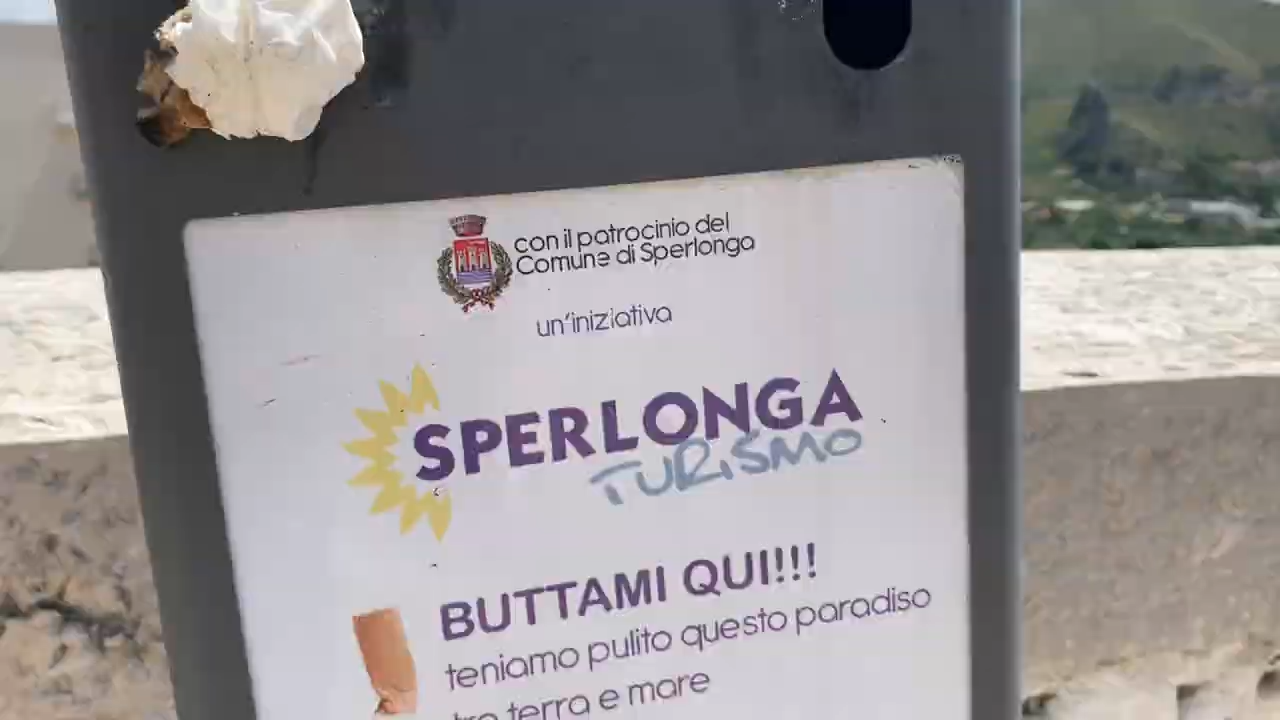 con il patrocinio del
Comune di Sperlonga
un'iniziativa
SPERLONGA
TURISMO
BUTTAMI QUI!!!
teniamo pulito questo paradiso
tra terra e mare